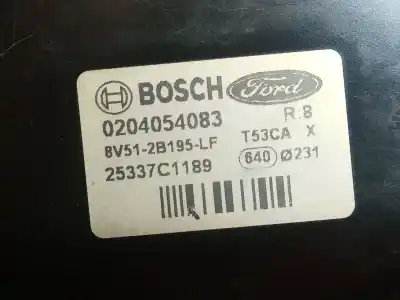 BOSCH Ford
0204054083 R:8
8V51-2B195-LF T53CA X
25337C1189 640 Ø231